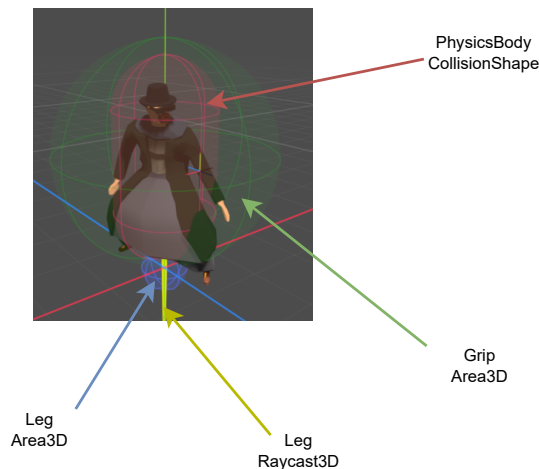 PhysicsBody
CollisionShape
Grip
Area3D
Leg
Area3D
Leg
Raycast3D